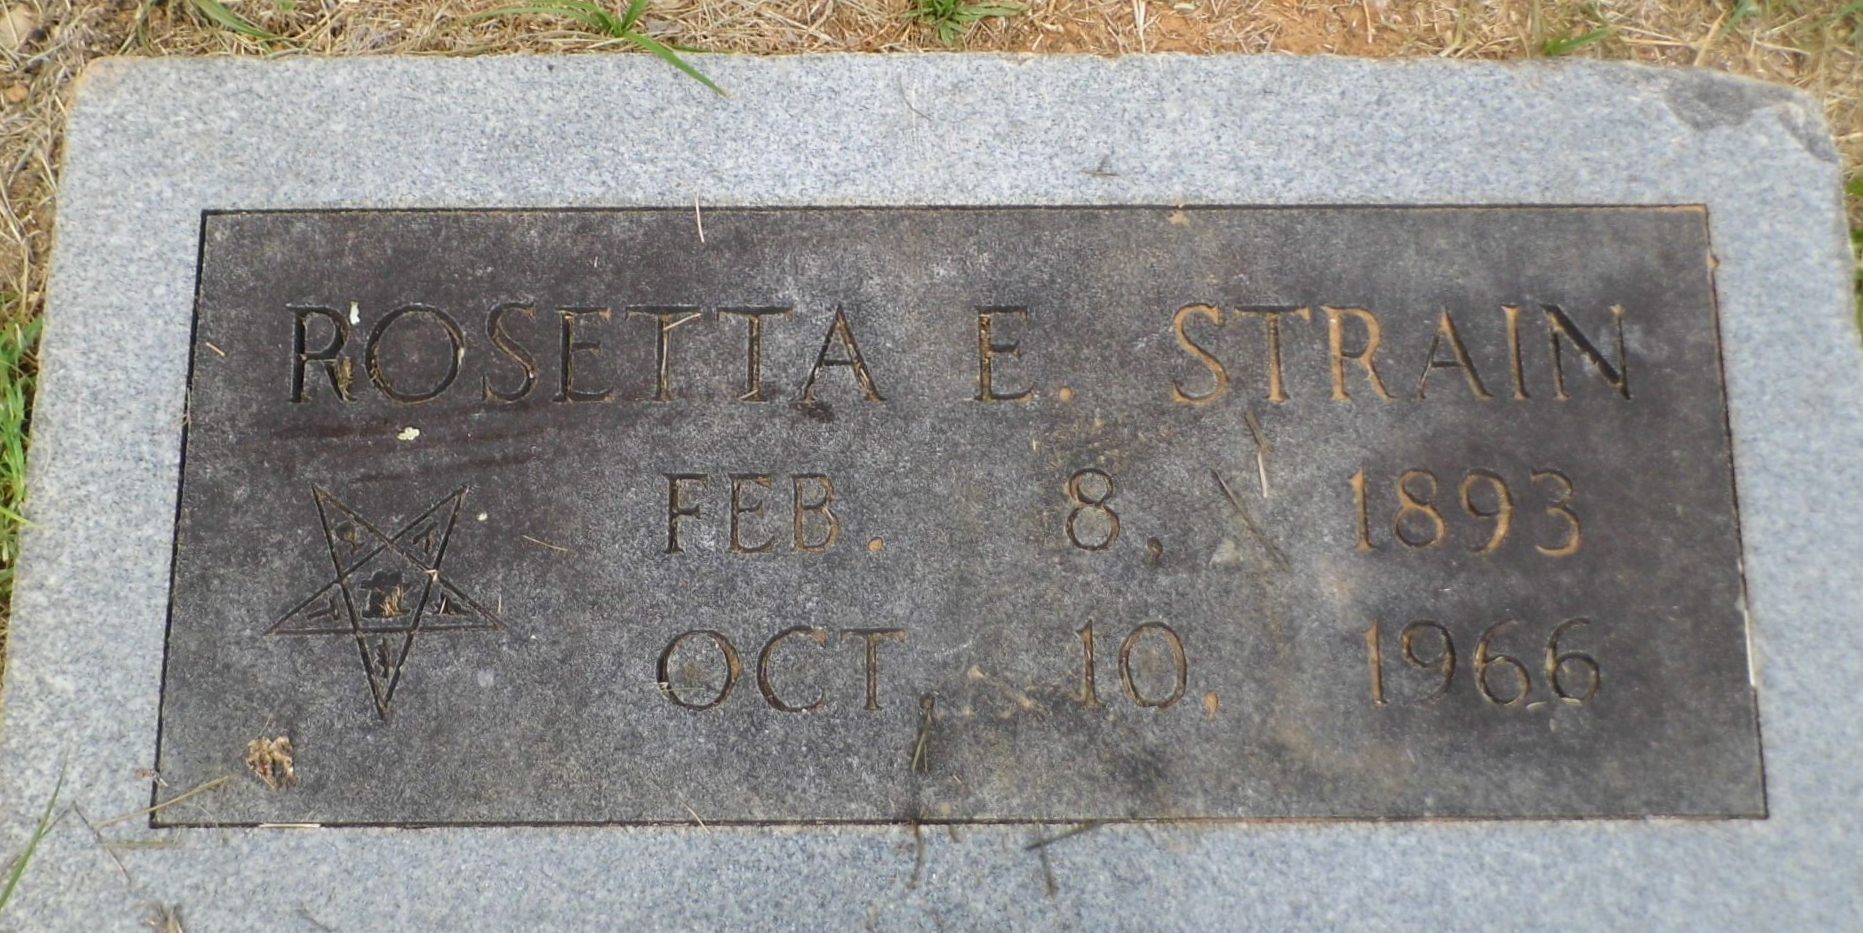 ROSETTA E. STRAIN
FEB. 8, 1893
OCT. 10, 1966